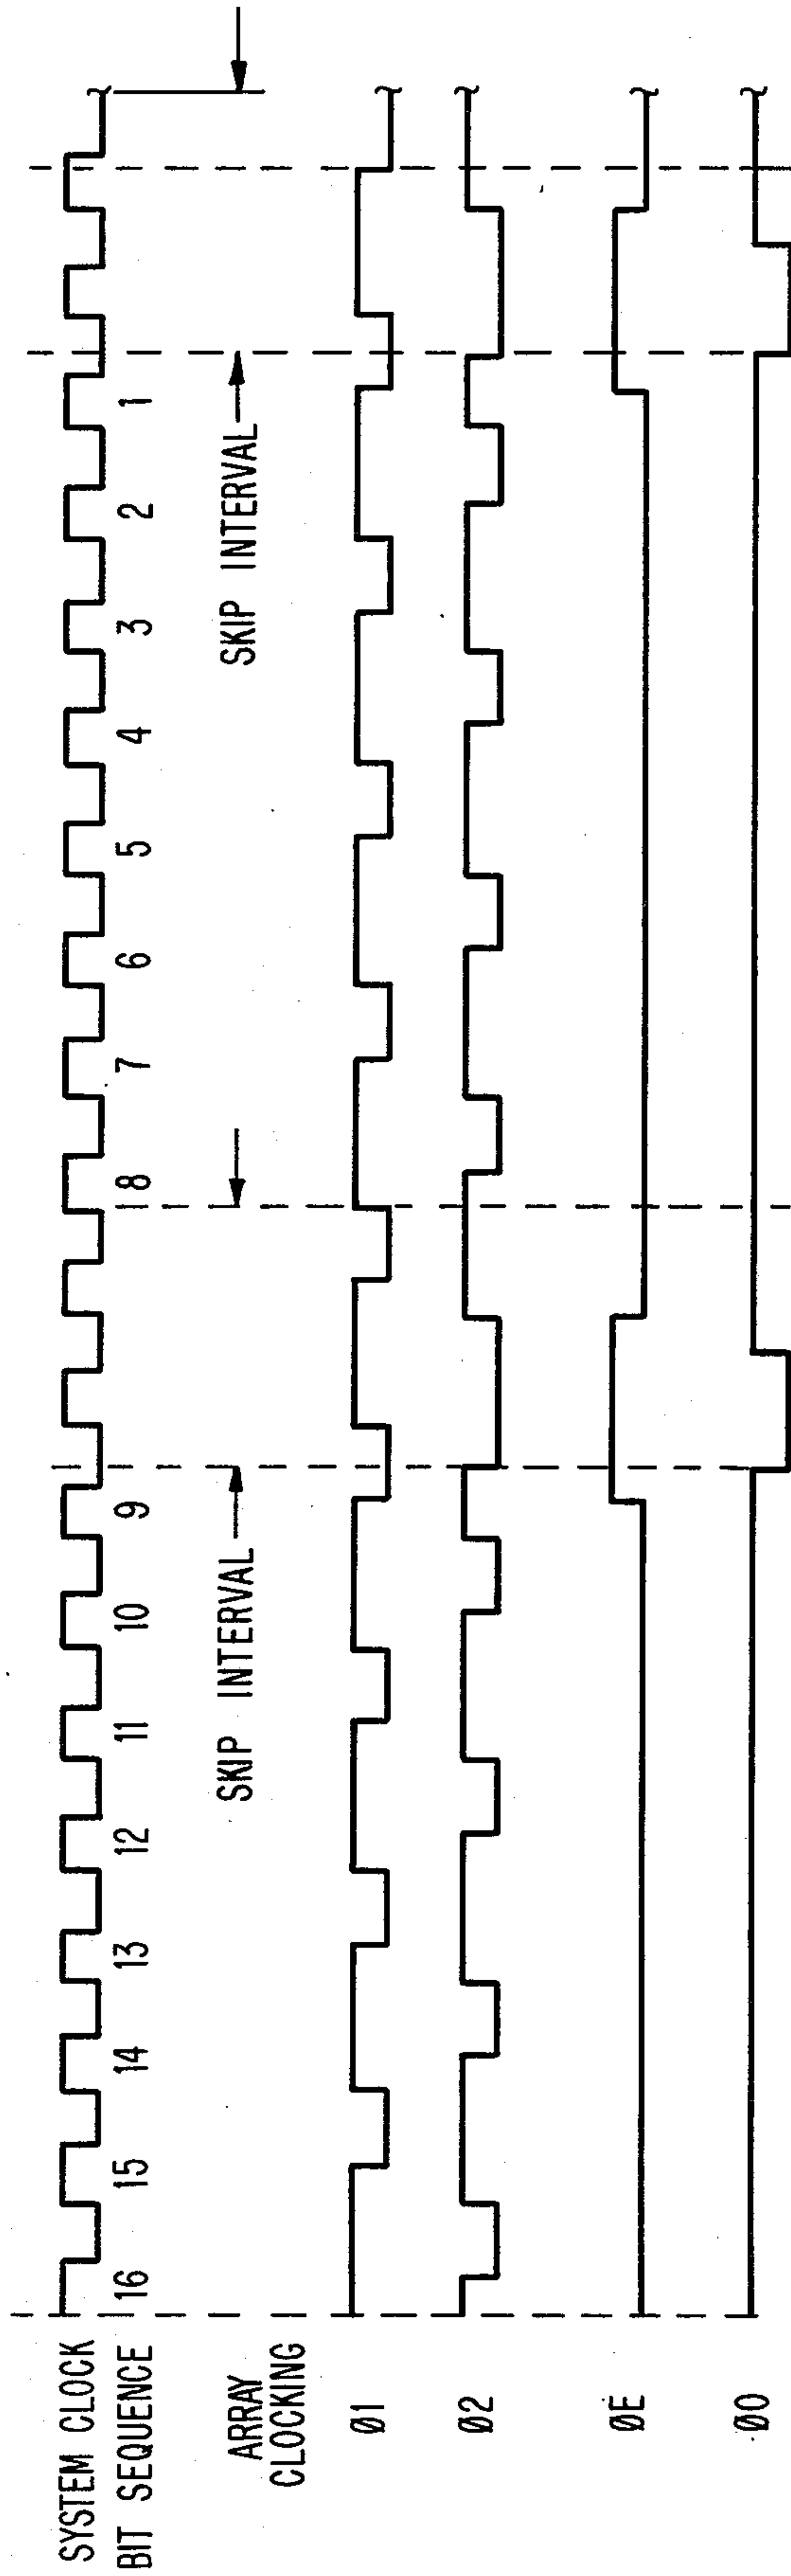 SYSTEM CLOCK
BIT SEQUENCE
16 15 14 13 12 11 10 9 8 7 6 5 4 3 2 1
ARRAY
CLOCKING
SKIP INTERVAL
SKIP INTERVAL
Ø1
Ø2
ØE
ØO